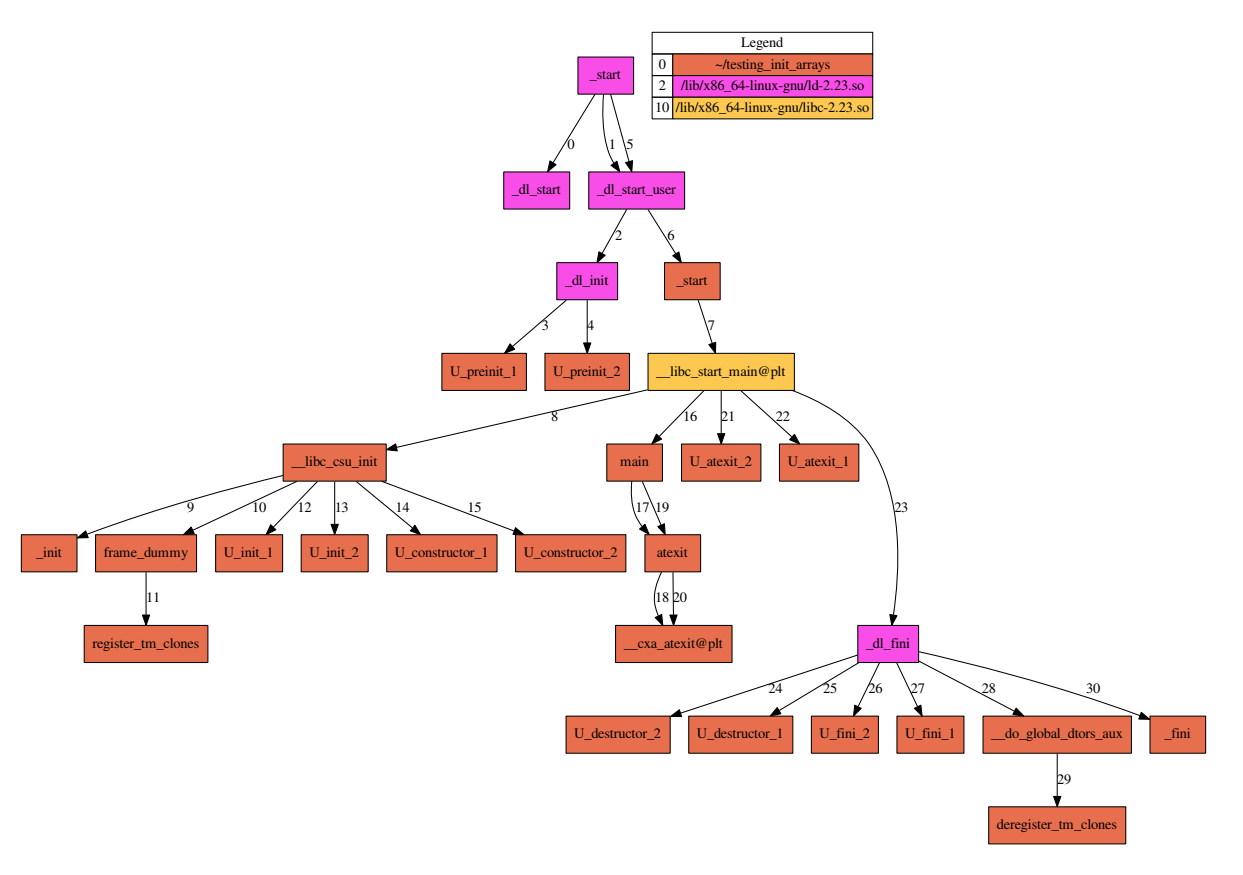 Legend
0 ~/testing_init_arrays
2 /lib/x86_64-linux-gnu/ld-2.23.so
10 /lib/x86_64-linux-gnu/libc-2.23.so
_start
0 1 5
_dl_start _dl_start_user
2 6
_dl_init _start
3 4 7
U_preinit_1 U_preinit_2 __libc_start_main@plt
8 16 21 22
__libc_csu_init main U_atexit_2 U_atexit_1
9 10 12 13 14 15 17 19 23
_init frame_dummy U_init_1 U_init_2 U_constructor_1 U_constructor_2 atexit
11 18 20
register_tm_clones __cxa_atexit@plt _dl_fini
24 25 26 27 28 30
U_destructor_2 U_destructor_1 U_fini_2 U_fini_1 __do_global_dtors_aux _fini
29
deregister_tm_clones